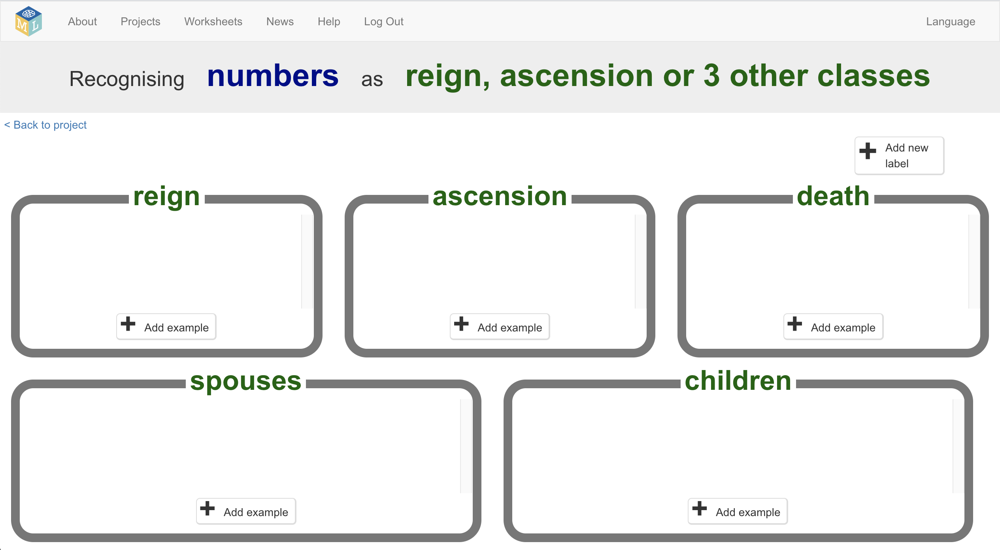 M L
About Projects Worksheets News Help Log Out Language
Recognising numbers as reign, ascension or 3 other classes
< Back to project
Add new
label
reign ascension death
Add example Add example Add example
spouses children
Add example Add example